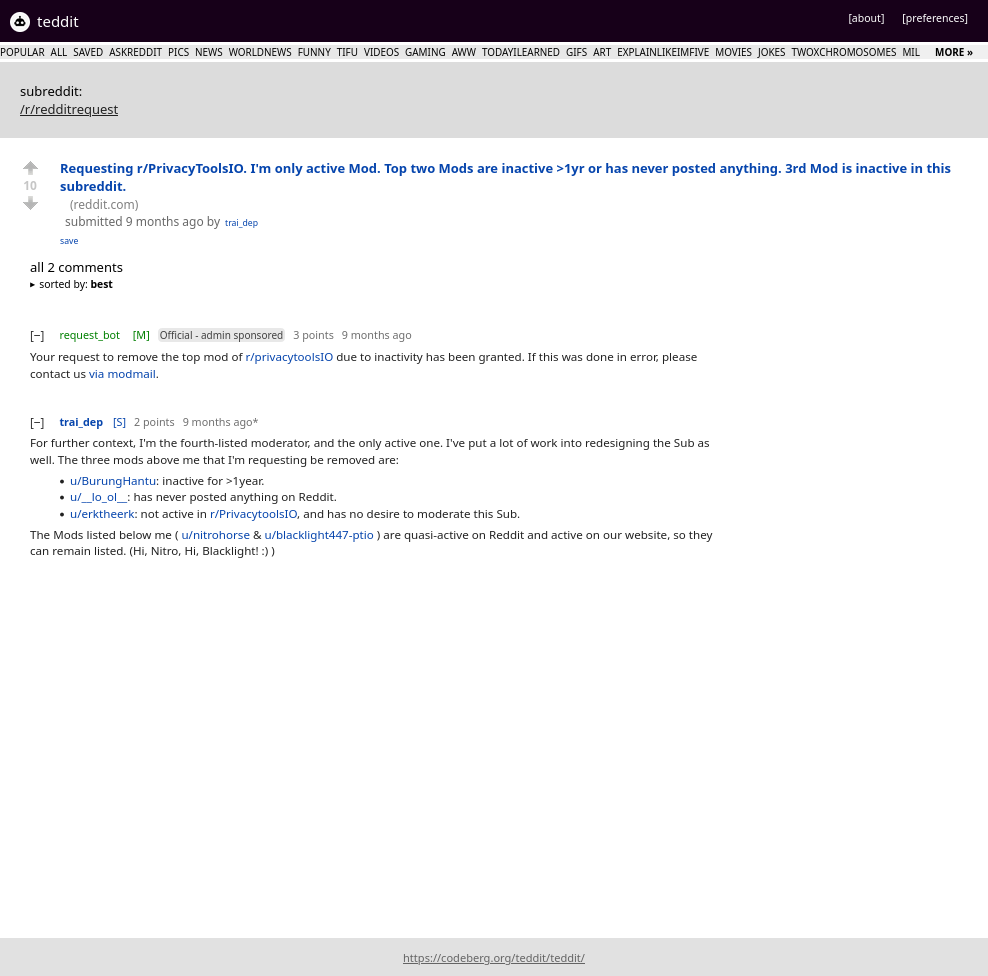 teddit
[about] [preferences]
POPULAR ALL SAVED ASKREDDIT PICS NEWS WORLDNEWS FUNNY TIFU VIDEOS GAMING AWW TODAYILEARNED GIFS ART EXPLAINLIKEIMFIVE MOVIES JOKES TWOXCHROMOSOMES MIL MORE »
subreddit:
/r/redditrequest
Requesting r/PrivacyToolsIO. I'm only active Mod. Top two Mods are inactive >1yr or has never posted anything. 3rd Mod is inactive in this
subreddit.
10
(reddit.com)
submitted 9 months ago by trai_dep
save
all 2 comments
▸ sorted by: best
[−] request_bot [M] Official - admin sponsored 3 points 9 months ago
Your request to remove the top mod of r/privacytoolsIO due to inactivity has been granted. If this was done in error, please
contact us via modmail.
[−] trai_dep [S] 2 points 9 months ago*
For further context, I'm the fourth-listed moderator, and the only active one. I've put a lot of work into redesigning the Sub as
well. The three mods above me that I'm requesting be removed are:
• u/BurungHantu: inactive for >1year.
• u/__lo_ol__: has never posted anything on Reddit.
• u/erktheerk: not active in r/PrivacytoolsIO, and has no desire to moderate this Sub.
The Mods listed below me ( u/nitrohorse & u/blacklight447-ptio ) are quasi-active on Reddit and active on our website, so they
can remain listed. (Hi, Nitro, Hi, Blacklight! :) )
https://codeberg.org/teddit/teddit/